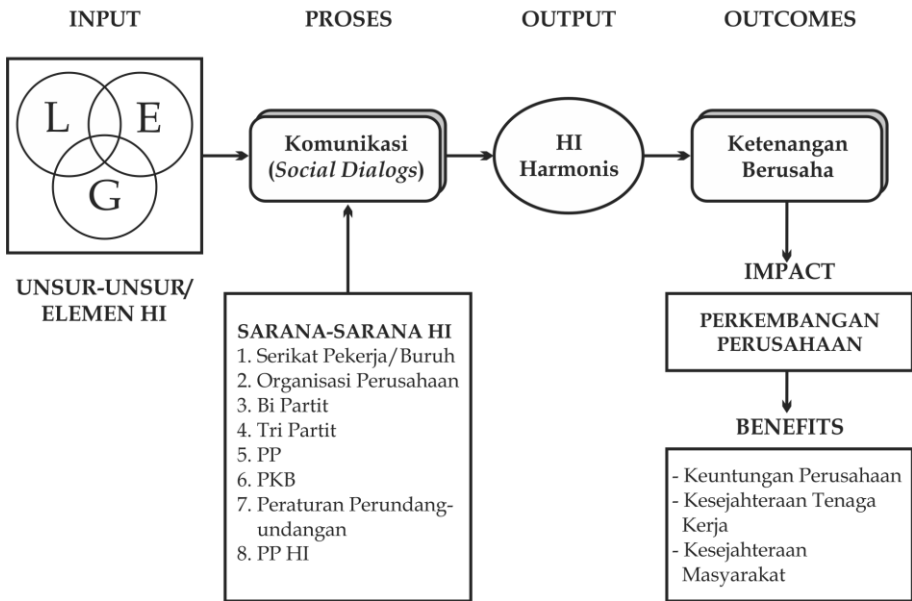 INPUT
PROSES
OUTPUT
OUTCOMES
L
E
G
Komunikasi
(Social Dialogs)
HI
Harmonis
Ketenangan
Berusaha
UNSUR-UNSUR/
ELEMEN HI
SARANA-SARANA HI
1. Serikat Pekerja/Buruh
2. Organisasi Perusahaan
3. Bi Partit
4. Tri Partit
5. PP
6. PKB
7. Peraturan Perundang-
undangan
8. PP HI
IMPACT
PERKEMBANGAN
PERUSAHAAN
BENEFITS
- Keuntungan Perusahaan
- Kesejahteraan Tenaga
Kerja
- Kesejahteraan
Masyarakat